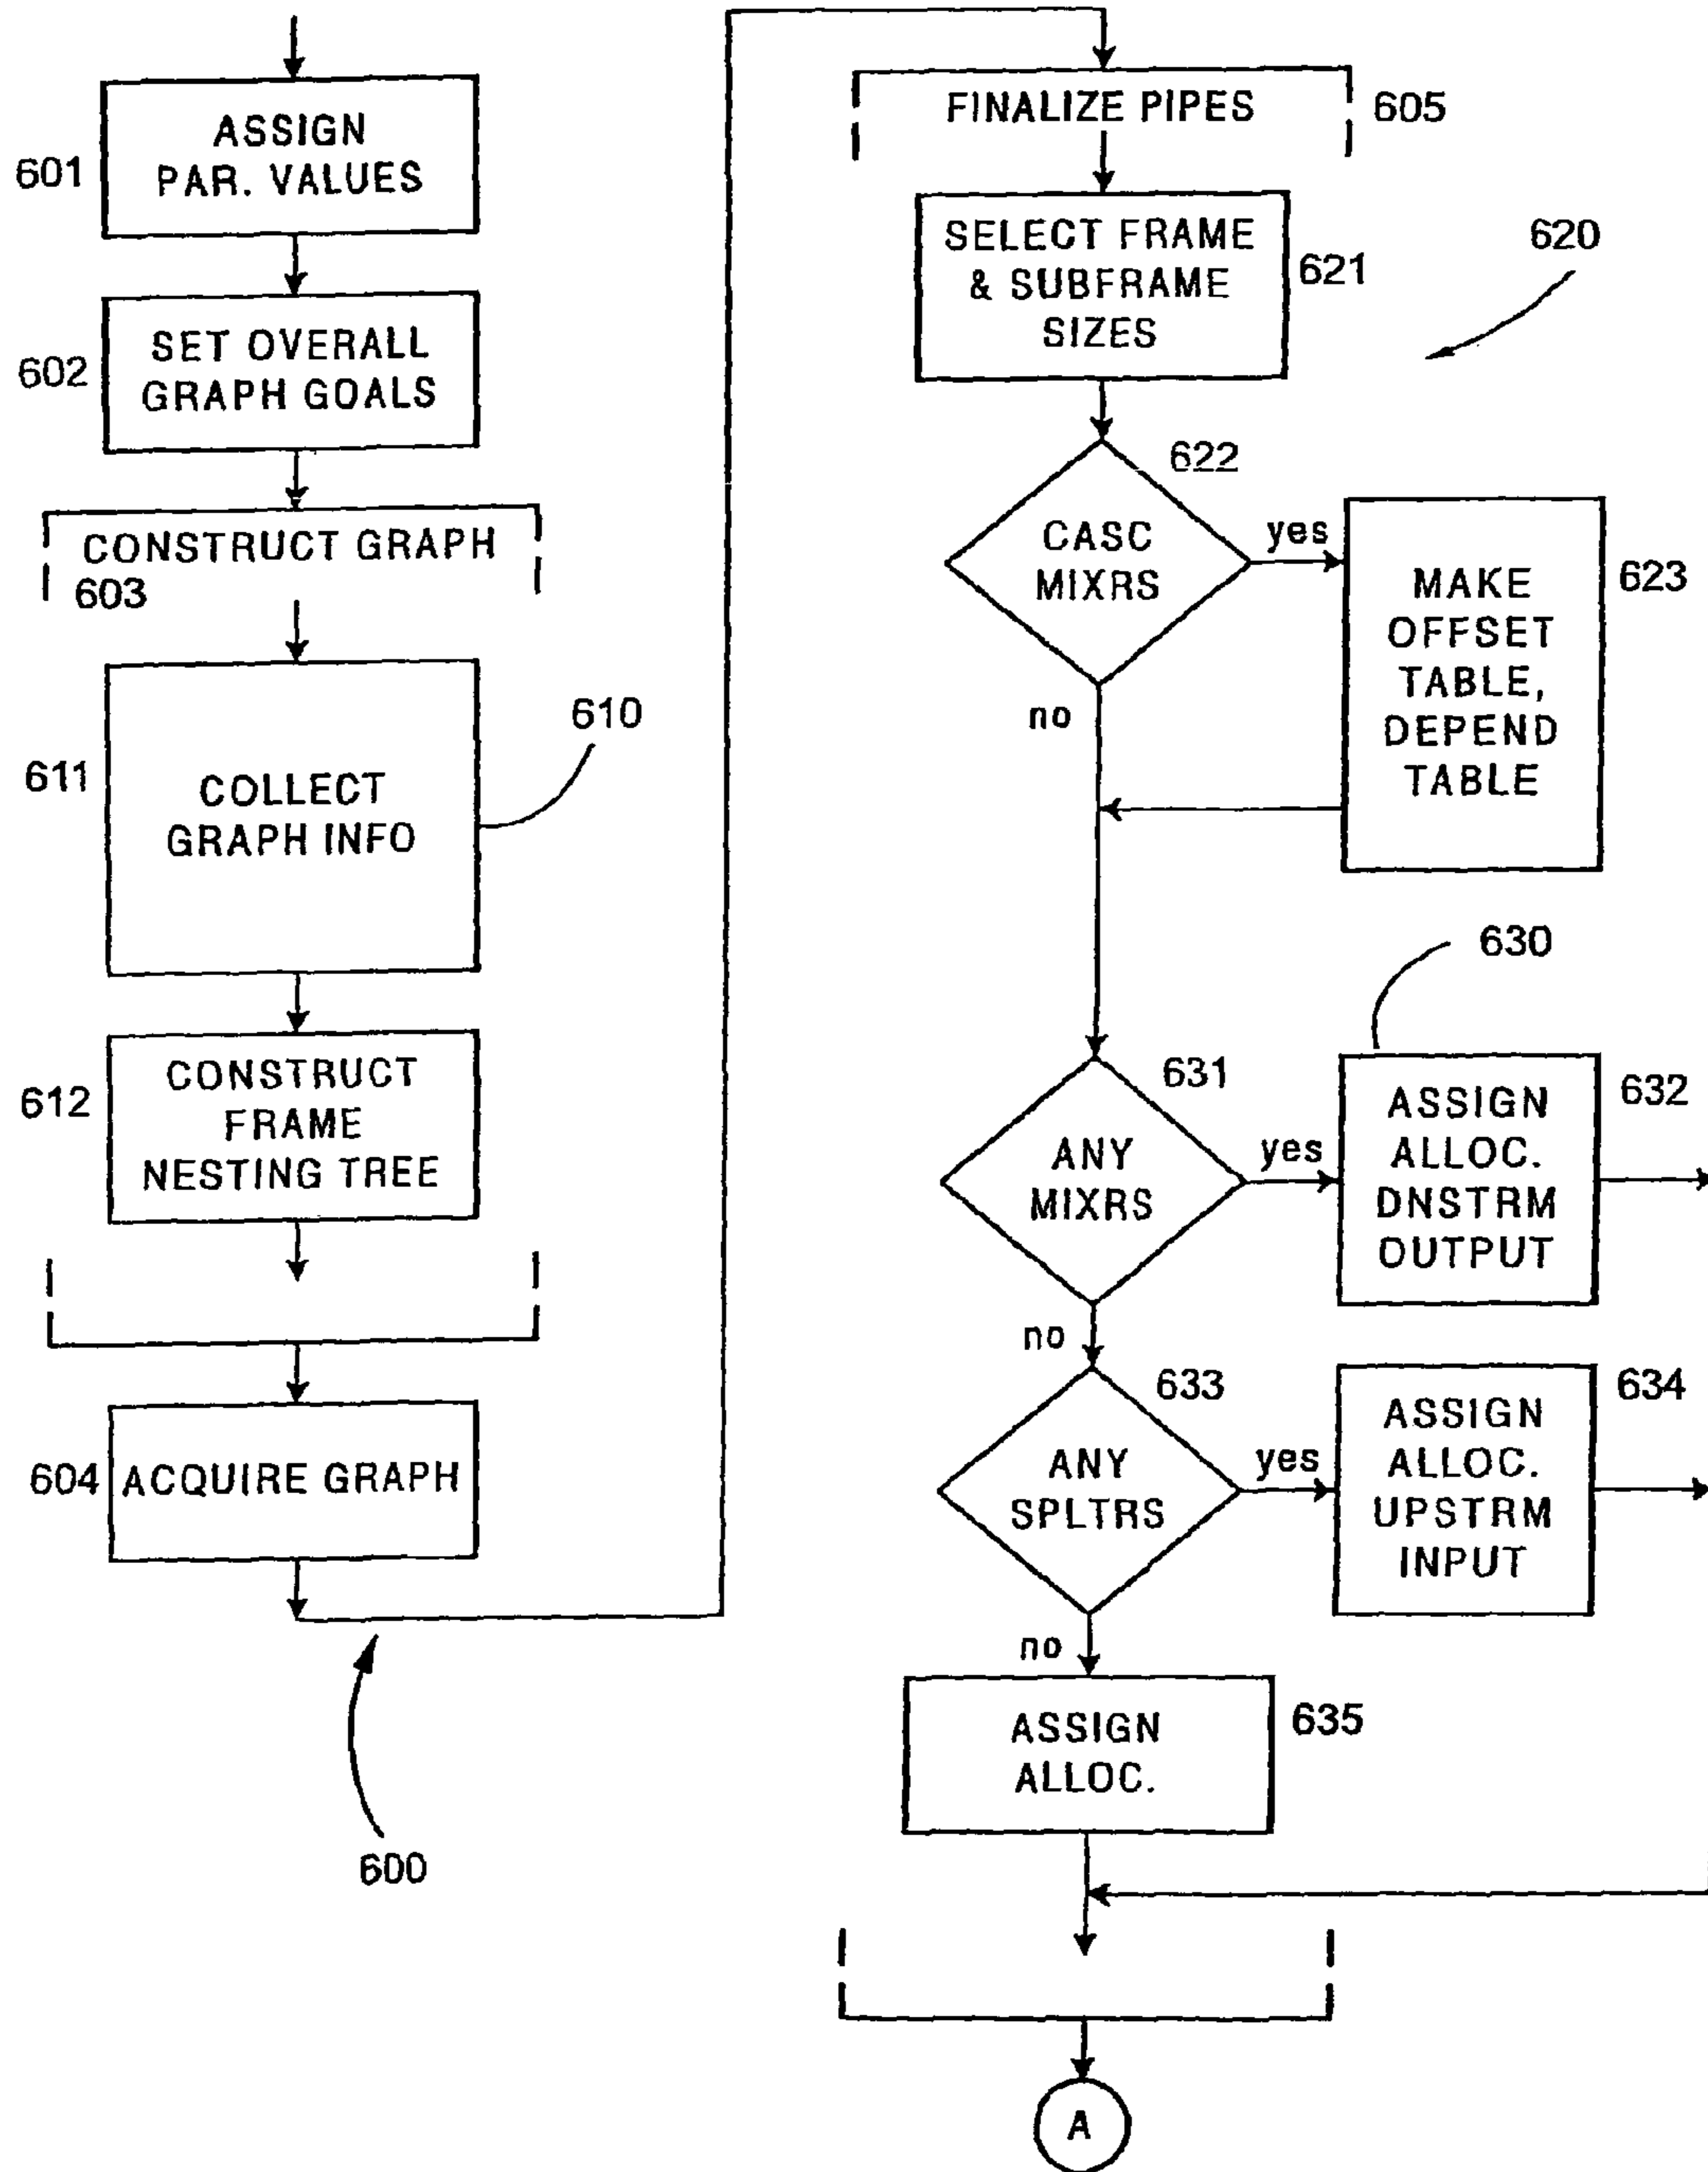 601
ASSIGN
PAR. VALUES
602
SET OVERALL
GRAPH GOALS
CONSTRUCT GRAPH
603
610
611
COLLECT
GRAPH INFO
612
CONSTRUCT
FRAME
NESTING TREE
604
ACQUIRE GRAPH
600
FINALIZE PIPES
605
620
SELECT FRAME
& SUBFRAME
SIZES
621
622
CASC
MIXRS
yes
no
MAKE
OFFSET
TABLE,
DEPEND
TABLE
623
630
631
ANY
MIXRS
yes
no
ASSIGN
ALLOC.
DNSTRM
OUTPUT
632
633
ANY
SPLTRS
yes
no
ASSIGN
ALLOC.
UPSTRM
INPUT
634
ASSIGN
ALLOC.
635
A